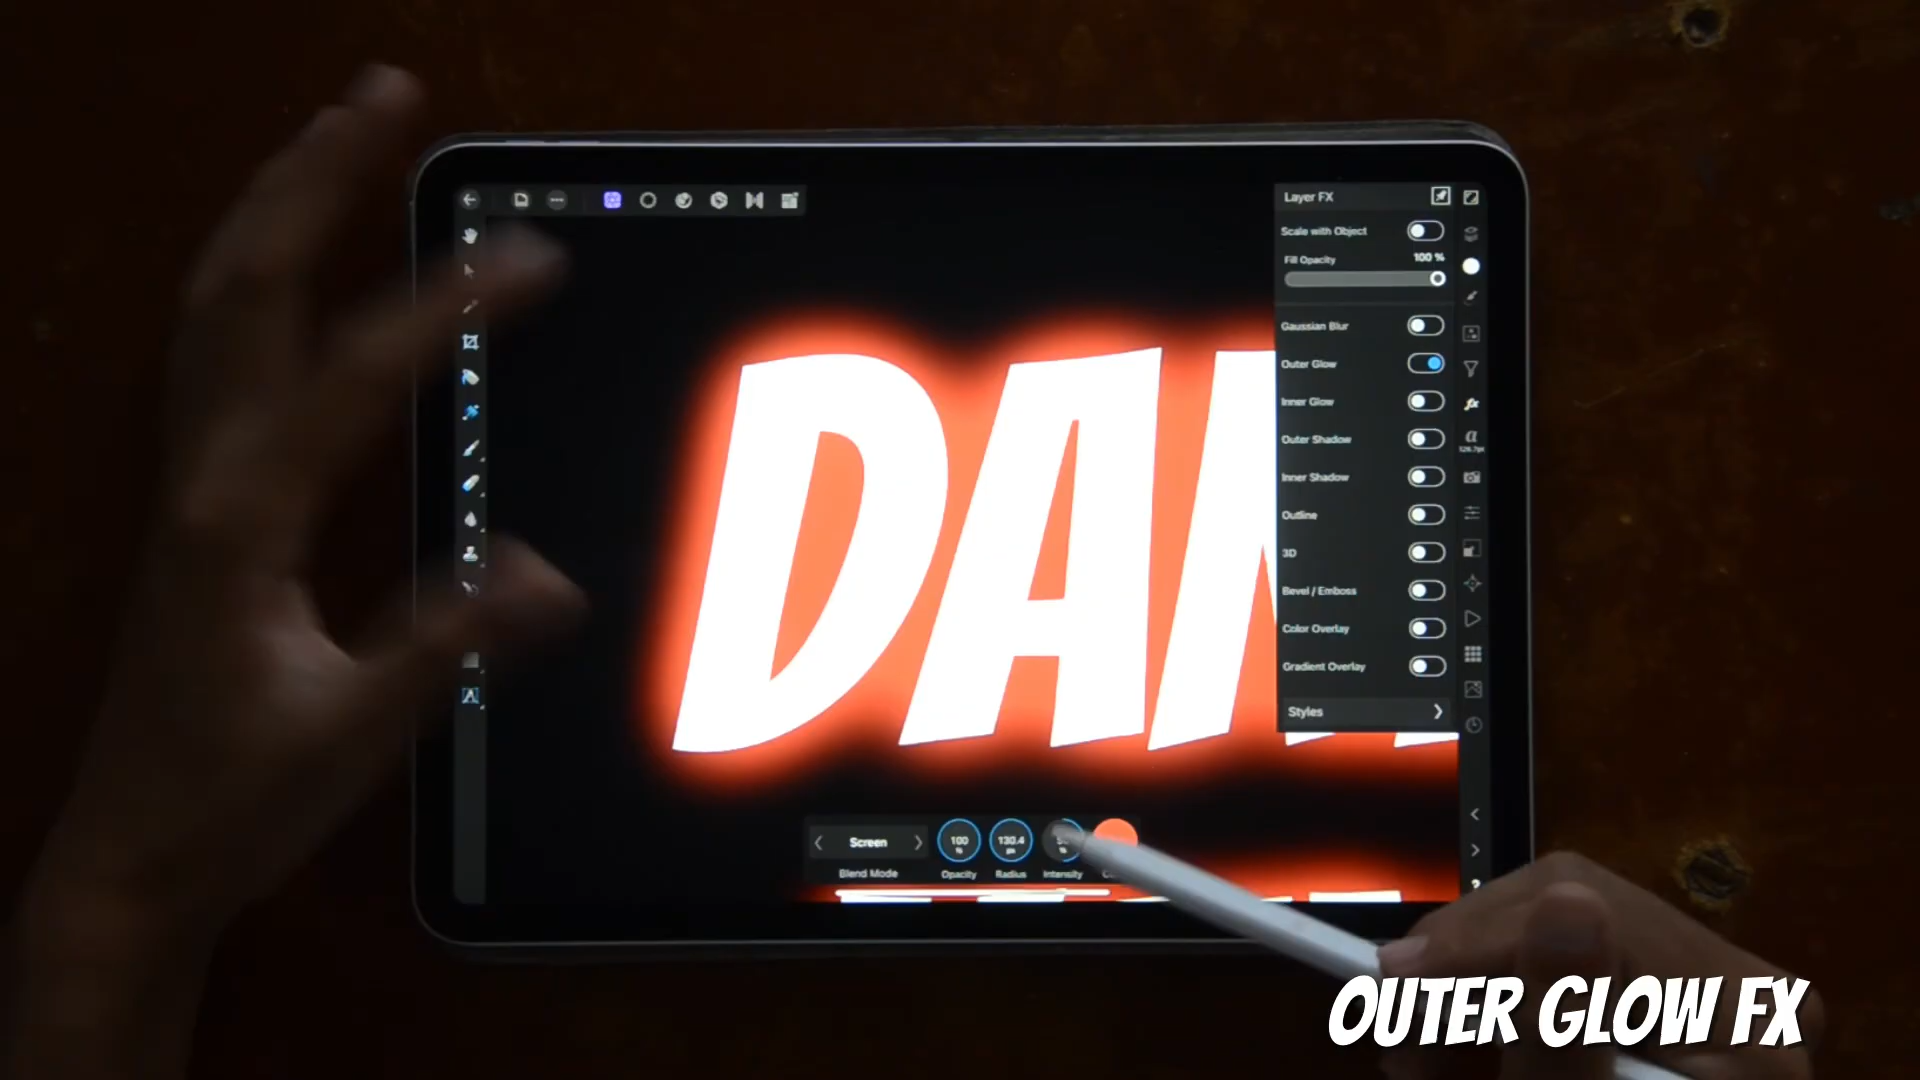 Layer FX
Scale with Object
Fill Opacity 100 %
Gaussian Blur
Outer Glow
Inner Glow
Outer Shadow
Inner Shadow
Outline
3D
Bevel / Emboss
Color Overlay
Gradient Overlay
Styles
α
DA
Screen
100 %
130.4 px
%
Blend Mode
Opacity
Radius
Intensity
?
OUTER GLOW FX